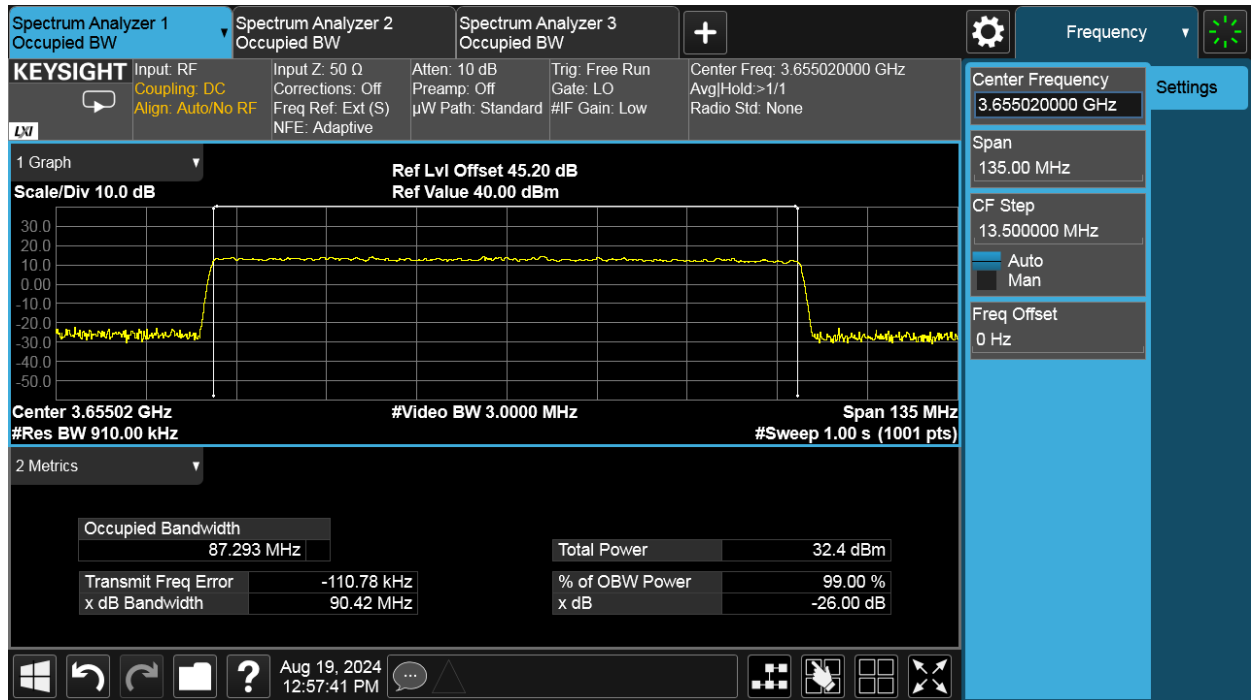 Spectrum Analyzer 1
Occupied BW
Spectrum Analyzer 2
Occupied BW
Spectrum Analyzer 3
Occupied BW
Frequency
KEYSIGHT
LXI
Input: RF
Coupling: DC
Align: Auto/No RF
Input Z: 50 Ω
Corrections: Off
Freq Ref: Ext (S)
NFE: Adaptive
Atten: 10 dB
Preamp: Off
µW Path: Standard
Trig: Free Run
Gate: LO
#IF Gain: Low
Center Freq: 3.655020000 GHz
Avg|Hold:>1/1
Radio Std: None
Center Frequency
3.655020000 GHz
Settings
Span
135.00 MHz
CF Step
13.500000 MHz
Auto
Man
Freq Offset
0 Hz
1 Graph
Scale/Div 10.0 dB
Ref Lvl Offset 45.20 dB
Ref Value 40.00 dBm
30.0
20.0
10.0
0.00
-10.0
-20.0
-30.0
-40.0
-50.0
Center 3.65502 GHz
#Video BW 3.0000 MHz
Span 135 MHz
#Res BW 910.00 kHz
#Sweep 1.00 s (1001 pts)
2 Metrics
Occupied Bandwidth
87.293 MHz
Total Power 32.4 dBm
Transmit Freq Error -110.78 kHz
% of OBW Power 99.00 %
x dB Bandwidth 90.42 MHz
x dB -26.00 dB
Aug 19, 2024
12:57:41 PM